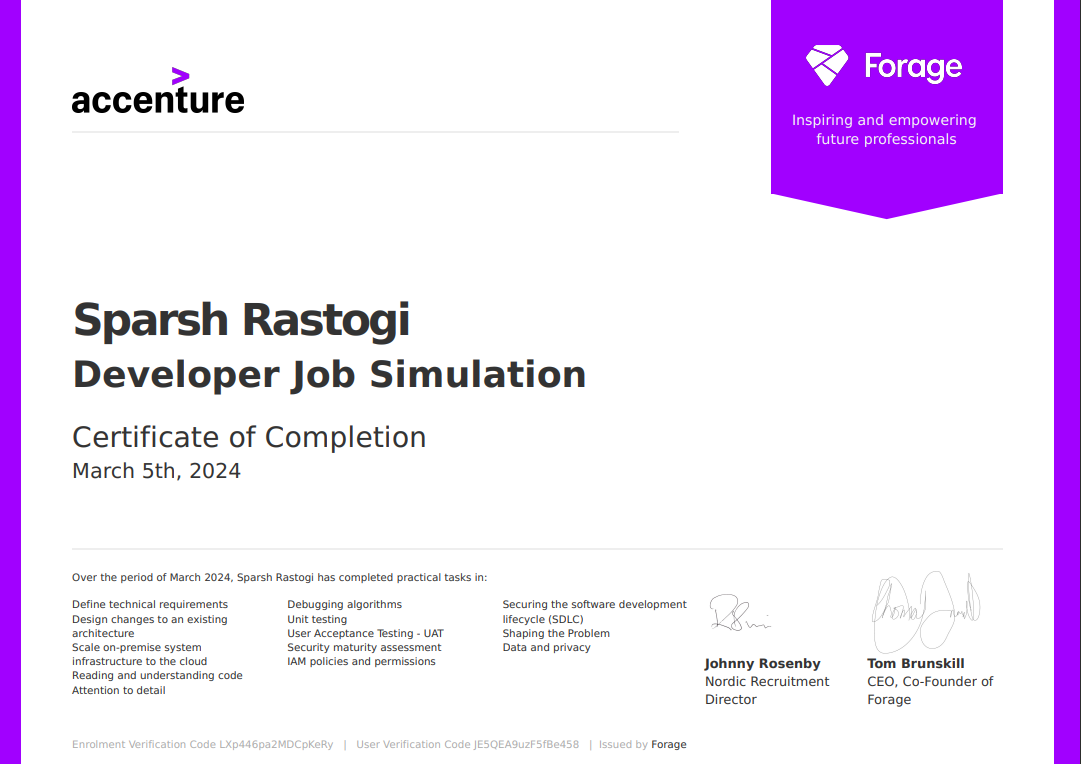 accenture
Forage
Inspiring and empowering
future professionals
Sparsh Rastogi
Developer Job Simulation
Certificate of Completion
March 5th, 2024
Over the period of March 2024, Sparsh Rastogi has completed practical tasks in:
Define technical requirements
Design changes to an existing
architecture
Scale on-premise system
infrastructure to the cloud
Reading and understanding code
Attention to detail
Debugging algorithms
Unit testing
User Acceptance Testing - UAT
Security maturity assessment
IAM policies and permissions
Securing the software development
lifecycle (SDLC)
Shaping the Problem
Data and privacy
Johnny Rosenby
Nordic Recruitment
Director
Tom Brunskill
CEO, Co-Founder of
Forage
Enrolment Verification Code LXp446pa2MDCpKeRy | User Verification Code JE5QEA9uzF5fBe458 | Issued by Forage